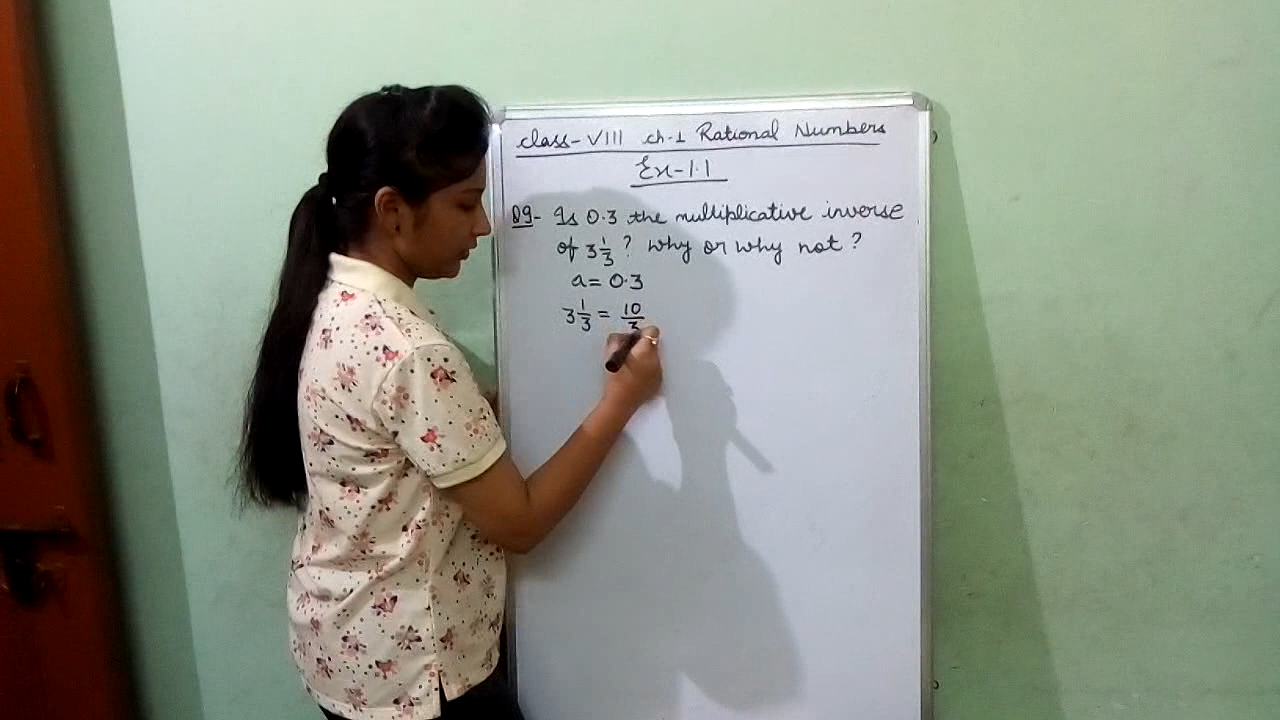 class-VIII ch-1 Rational Numbers
Ex-1.1
Q9- Is 0.3 the multiplicative inverse
of 3 1/3 ? why or why not ?
a = 0.3
3 1/3 = 10/3